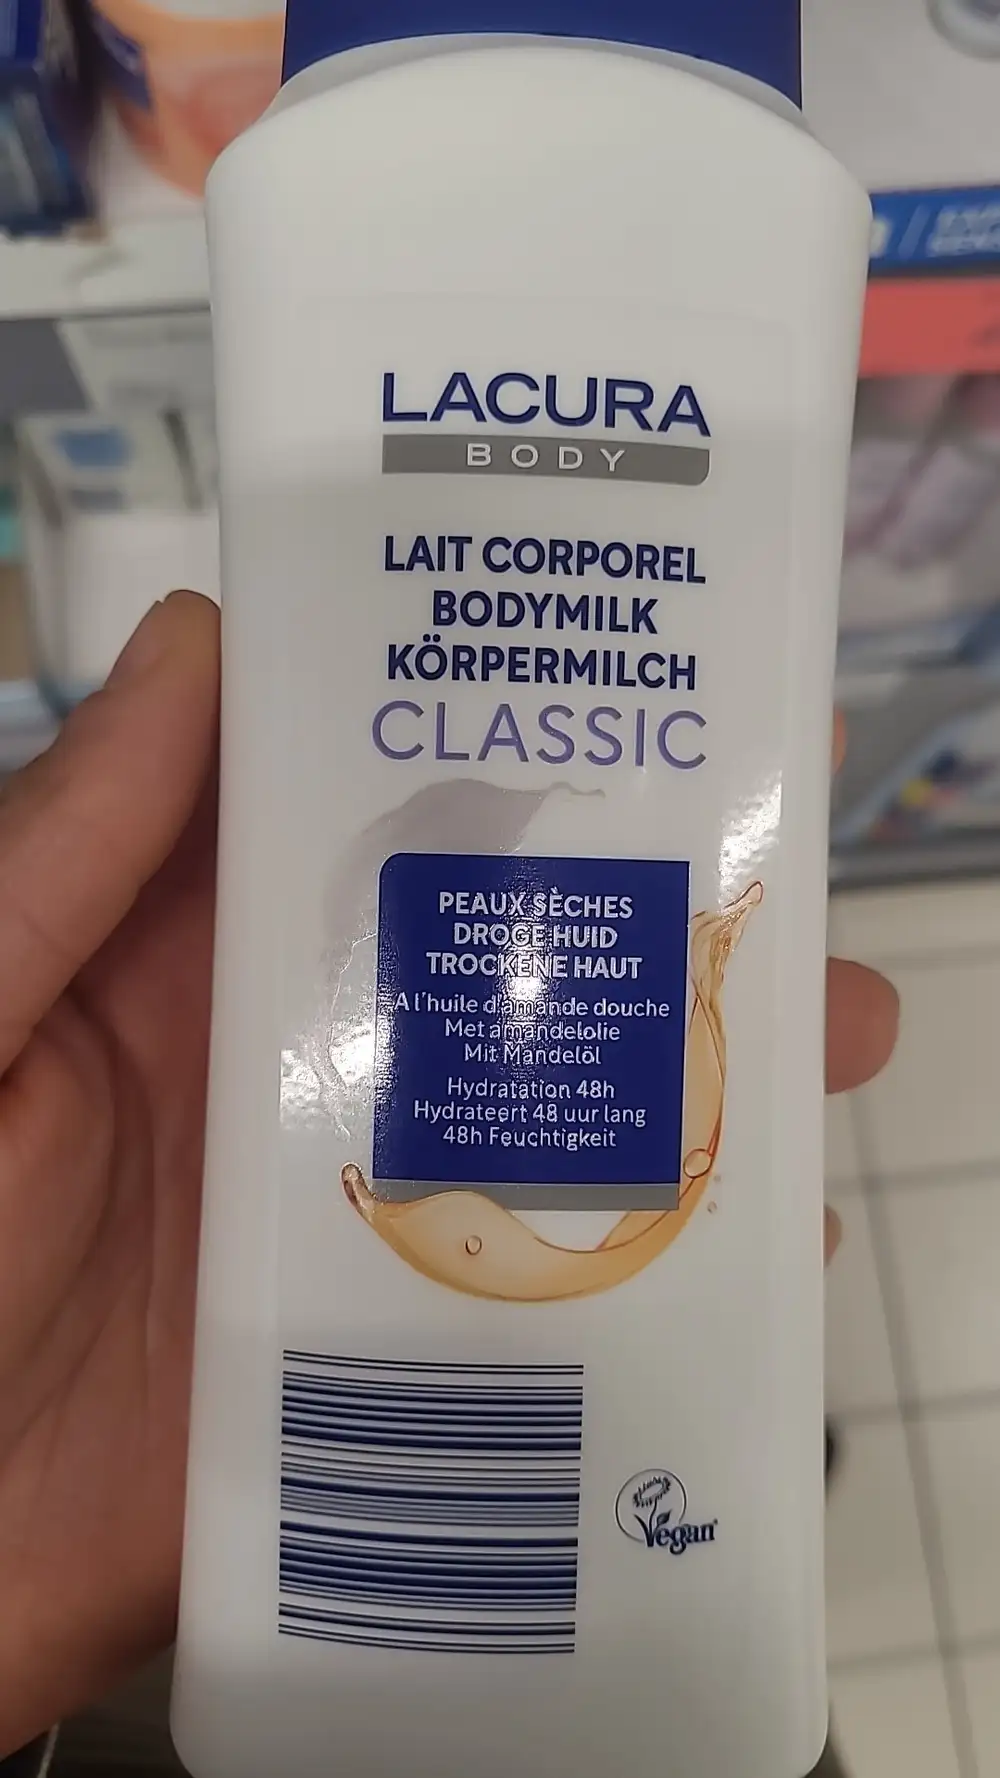 LACURA
BODY
LAIT CORPOREL
BODYMILK
KÖRPERMILCH
CLASSIC
PEAUX SÈCHES
DROGE HUID
TROCKENE HAUT
A l'huile d'amande douche
Met amandelolie
Mit Mandelöl
Hydratation 48h
Hydrateert 48 uur lang
48h Feuchtigkeit
Vegan